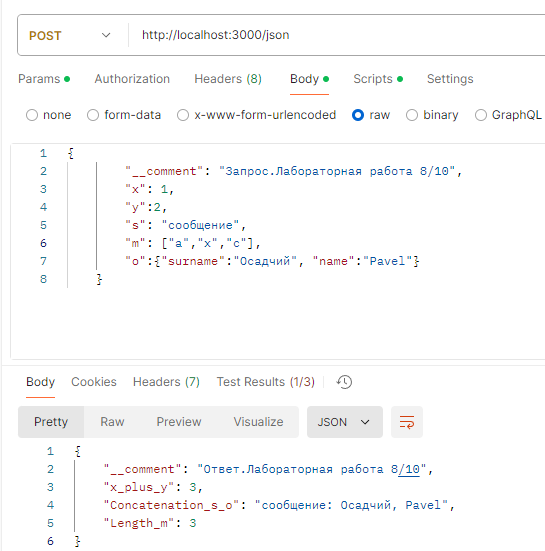 POST http://localhost:3000/json
Params Authorization Headers (8) Body Scripts Settings
none form-data x-www-form-urlencoded raw binary GraphQL
1 {
2 "__comment": "Запрос.Лабораторная работа 8/10",
3 "x": 1,
4 "y":2,
5 "s": "сообщение",
6 "m": ["a","x","c"],
7 "o":{"surname":"Осадчий", "name":"Pavel"}
8 }
Body Cookies Headers (7) Test Results (1/3)
Pretty Raw Preview Visualize JSON
1 {
2 "__comment": "Ответ.Лабораторная работа 8/10",
3 "x_plus_y": 3,
4 "Concatenation_s_o": "сообщение: Осадчий, Pavel",
5 "Length_m": 3
6 }